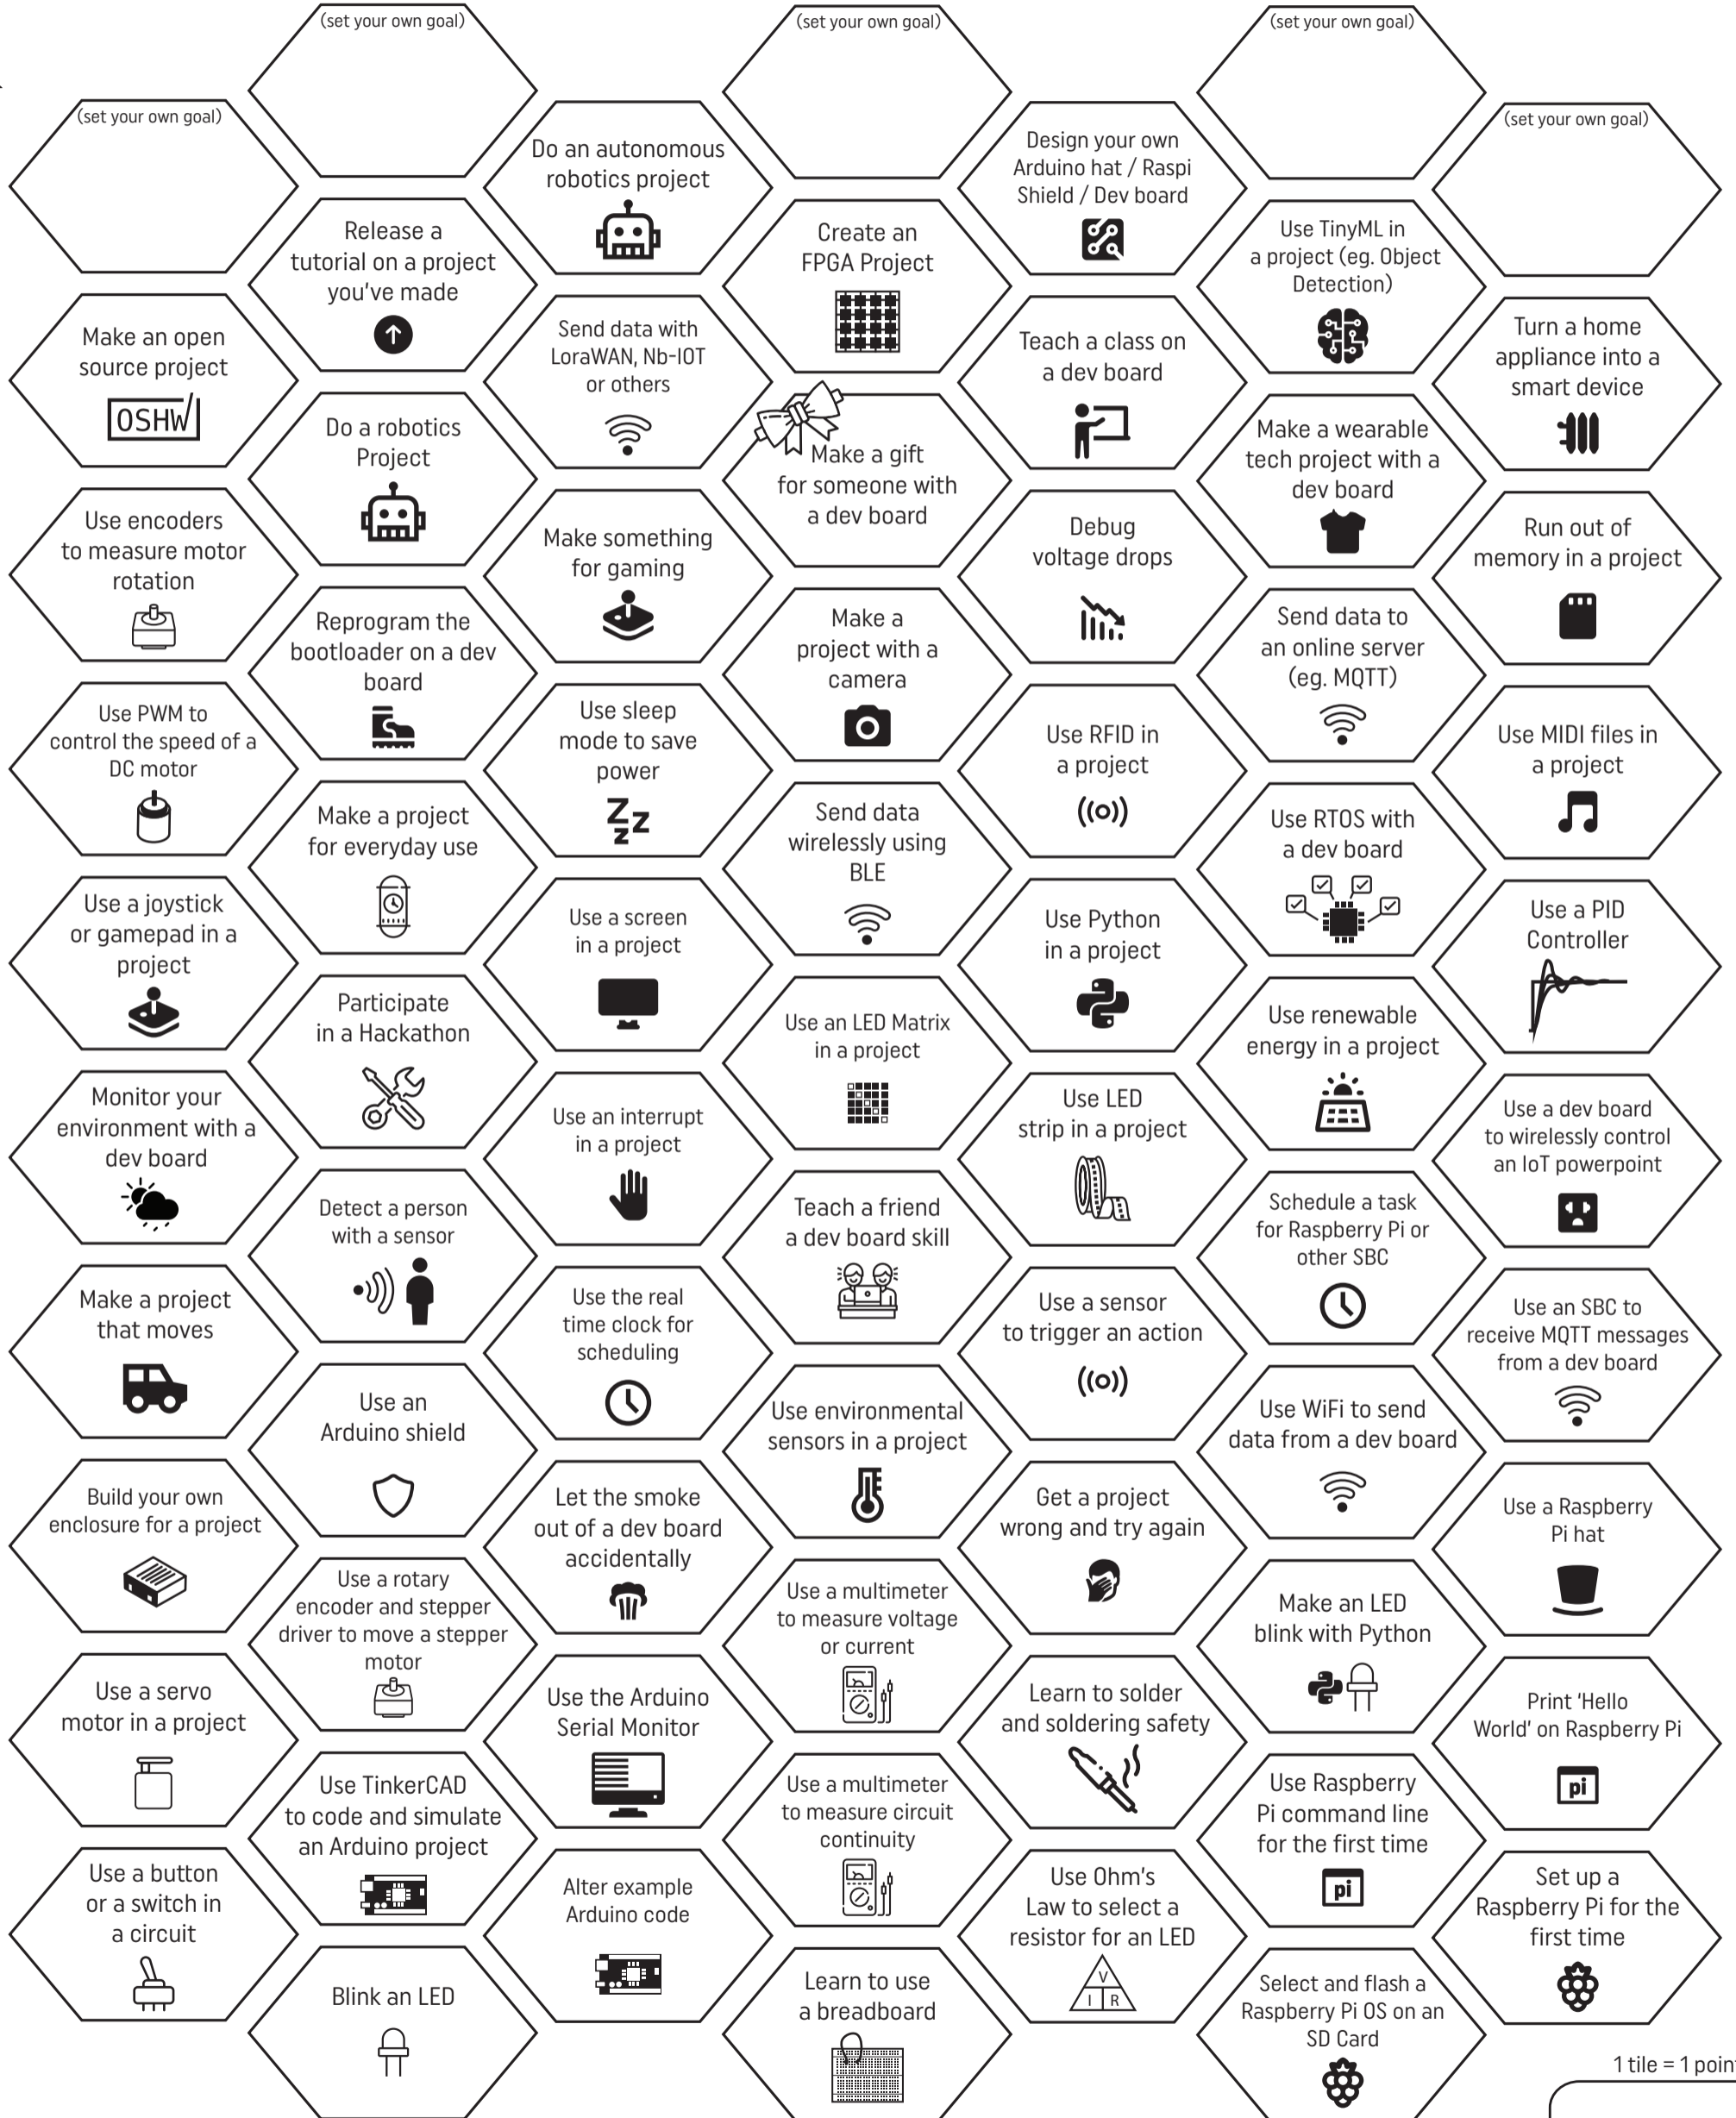 (set your own goal)
(set your own goal)
(set your own goal)
(set your own goal)
(set your own goal)
Do an autonomous
robotics project
Design your own
Arduino hat / Raspi
Shield / Dev board
Release a
tutorial on a project
you've made
Create an
FPGA Project
Use TinyML in
a project (eg. Object
Detection)
Make an open
source project
OSHW
Send data with
LoraWAN, Nb-IOT
or others
Teach a class on
a dev board
Turn a home
appliance into a
smart device
Do a robotics
Project
Make a gift
for someone with
a dev board
Make a wearable
tech project with a
dev board
Use encoders
to measure motor
rotation
Make something
for gaming
Debug
voltage drops
Run out of
memory in a project
Reprogram the
bootloader on a dev
board
Make a
project with a
camera
Send data to
an online server
(eg. MQTT)
Use PWM to
control the speed of a
DC motor
Use sleep
mode to save
power
Z
Z
Z
Use RFID in
a project
Use MIDI files in
a project
Make a project
for everyday use
Send data
wirelessly using
BLE
Use RTOS with
a dev board
Use a joystick
or gamepad in a
project
Use a screen
in a project
Use Python
in a project
Use a PID
Controller
Participate
in a Hackathon
Use an LED Matrix
in a project
Use renewable
energy in a project
Monitor your
environment with a
dev board
Use an interrupt
in a project
Use LED
strip in a project
Use a dev board
to wirelessly control
an IoT powerpoint
Detect a person
with a sensor
Teach a friend
a dev board skill
Schedule a task
for Raspberry Pi or
other SBC
Make a project
that moves
Use the real
time clock for
scheduling
Use a sensor
to trigger an action
Use an SBC to
receive MQTT messages
from a dev board
Use an
Arduino shield
Use environmental
sensors in a project
Use WiFi to send
data from a dev board
Build your own
enclosure for a project
Let the smoke
out of a dev board
accidentally
Get a project
wrong and try again
Use a Raspberry
Pi hat
Use a rotary
encoder and stepper
driver to move a stepper
motor
Use a multimeter
to measure voltage
or current
Make an LED
blink with Python
Use a servo
motor in a project
Use the Arduino
Serial Monitor
Learn to solder
and soldering safety
Print 'Hello
World' on Raspberry Pi
pi
Use TinkerCAD
to code and simulate
an Arduino project
Use a multimeter
to measure circuit
continuity
Use Raspberry
Pi command line
for the first time
pi
Use a button
or a switch in
a circuit
Alter example
Arduino code
Use Ohm's
Law to select a
resistor for an LED
V
I R
Set up a
Raspberry Pi for the
first time
Blink an LED
Learn to use
a breadboard
Select and flash a
Raspberry Pi OS on an
SD Card
1 tile = 1 poin